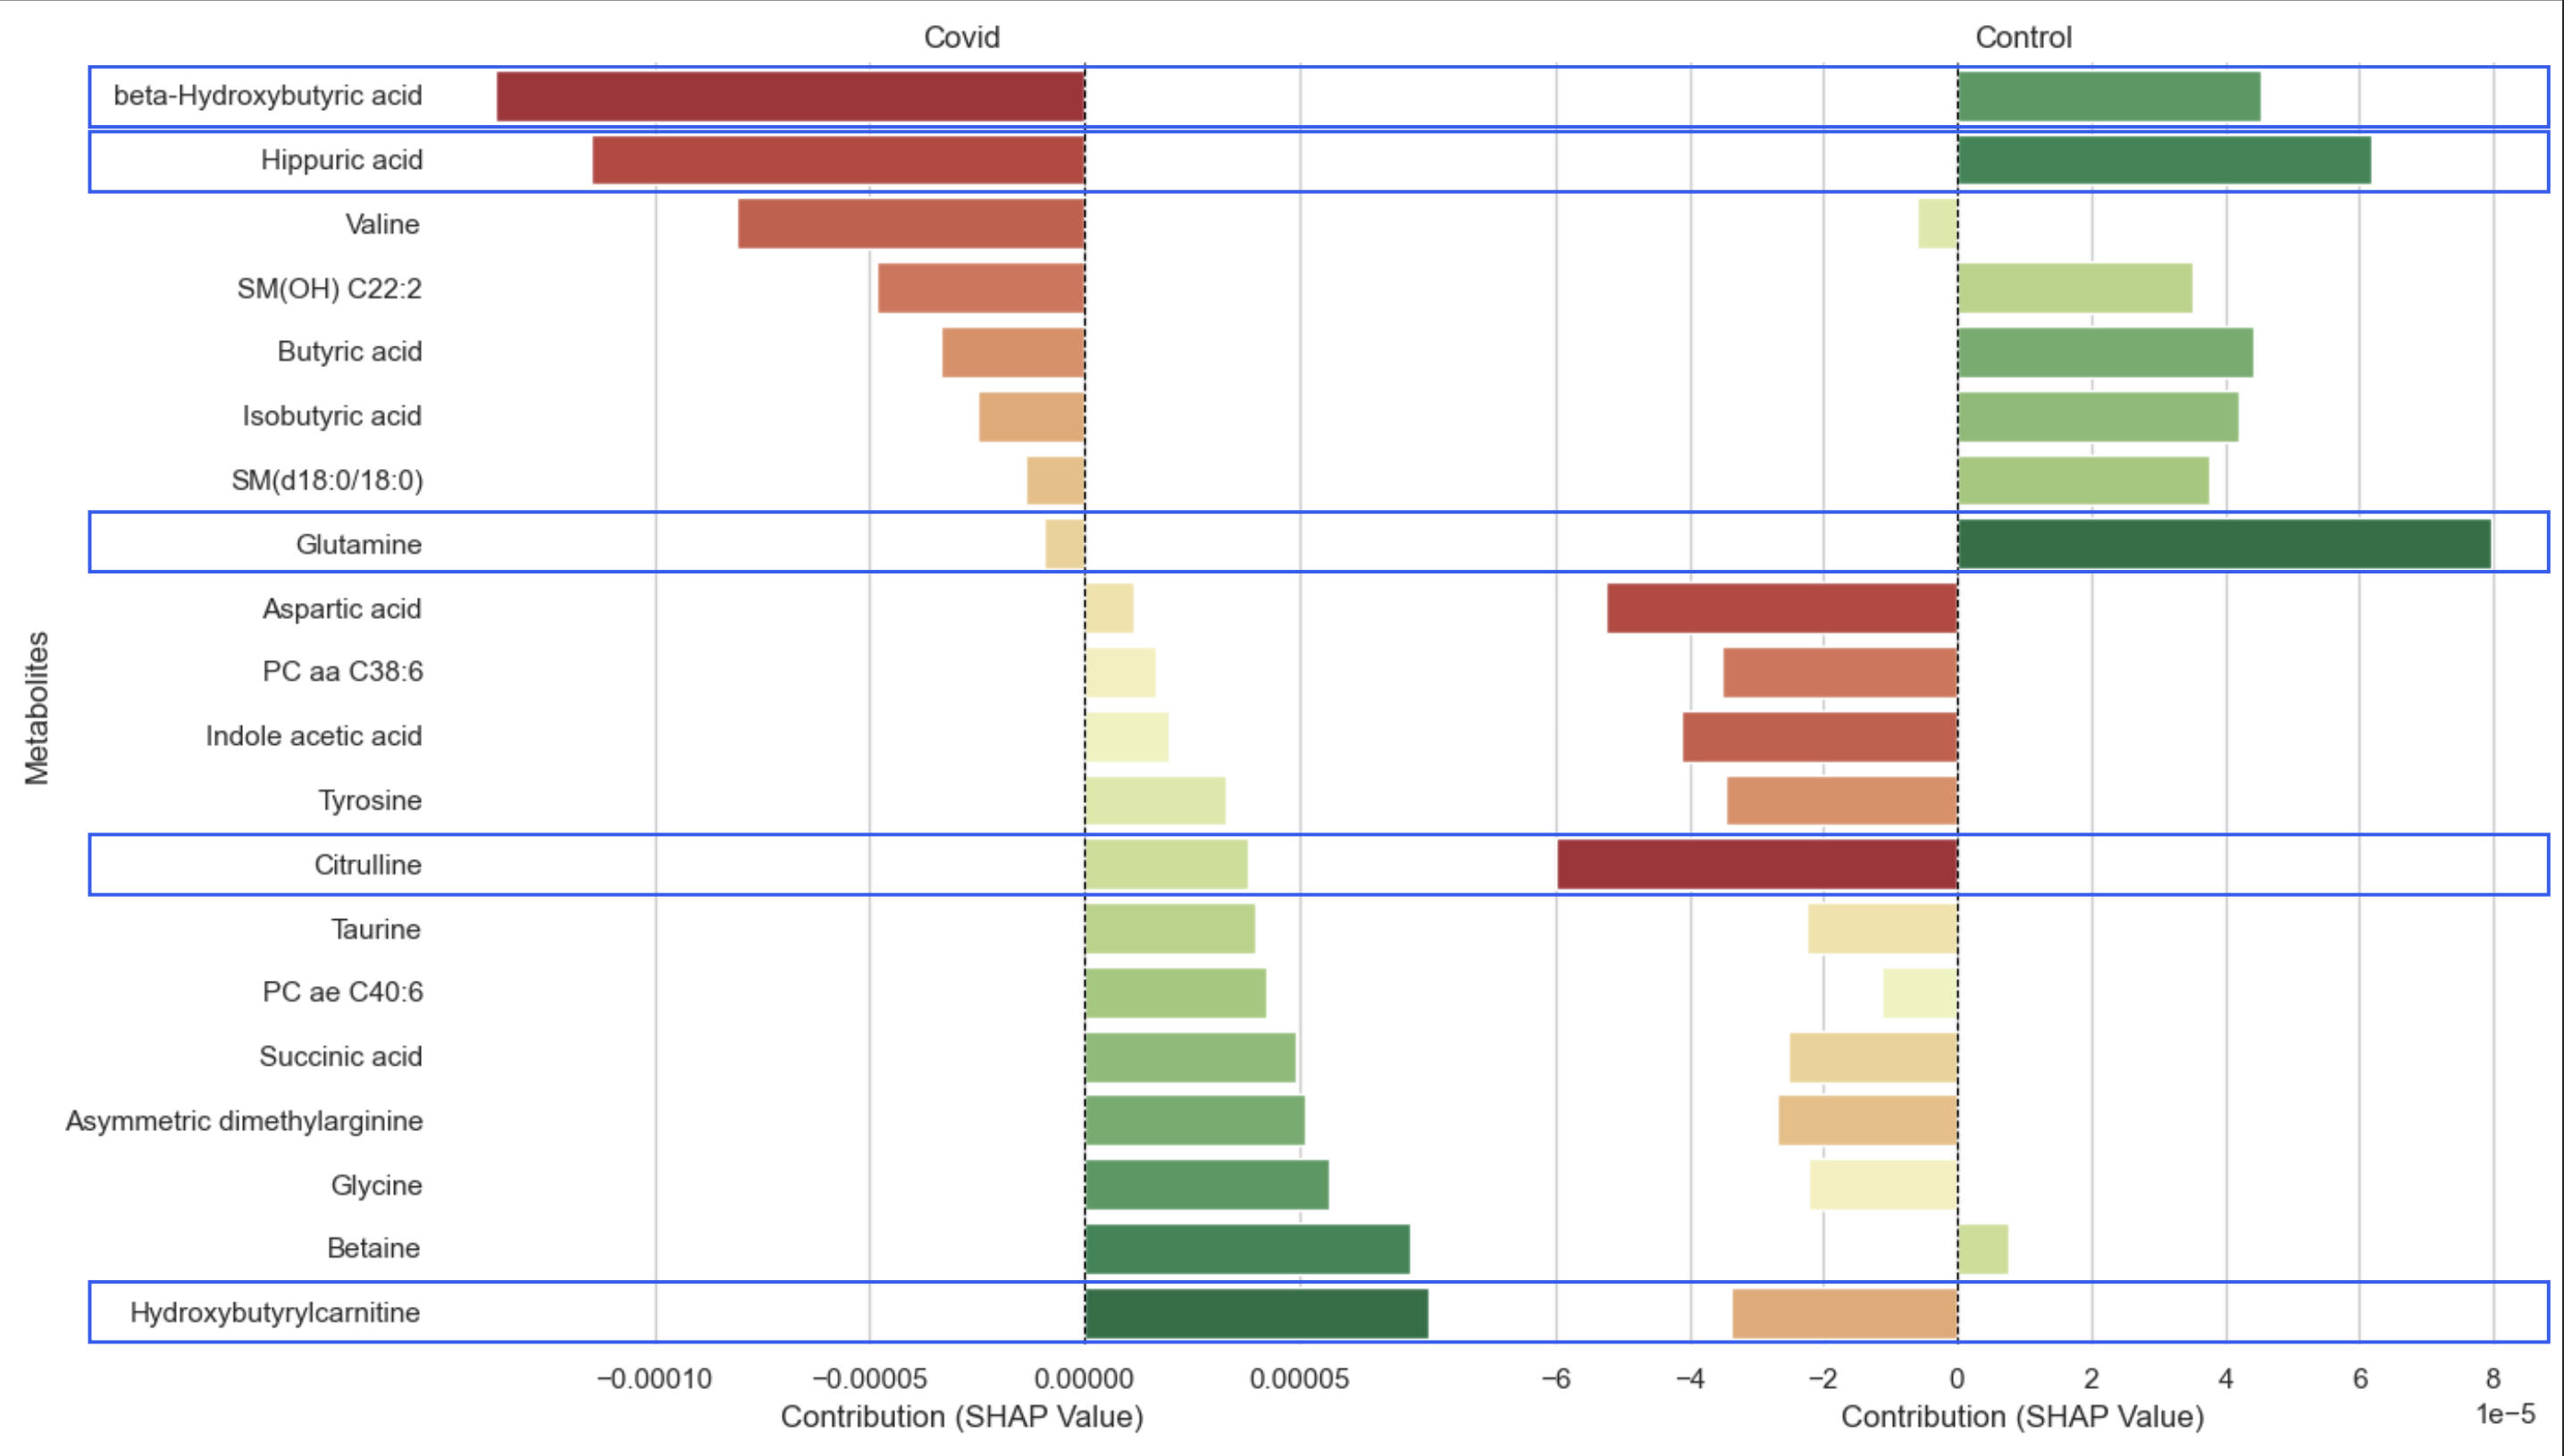 Covid
Control
beta-Hydroxybutyric acid
Hippuric acid
Valine
SM(OH) C22:2
Butyric acid
Isobutyric acid
SM(d18:0/18:0)
Glutamine
Aspartic acid
PC aa C38:6
Indole acetic acid
Tyrosine
Citrulline
Taurine
PC ae C40:6
Succinic acid
Asymmetric dimethylarginine
Glycine
Betaine
Hydroxybutyrylcarnitine
Metabolites
−0.00010 −0.00005 0.00000 0.00005
Contribution (SHAP Value)
−6 −4 −2 0 2 4 6 8
Contribution (SHAP Value)
1e−5